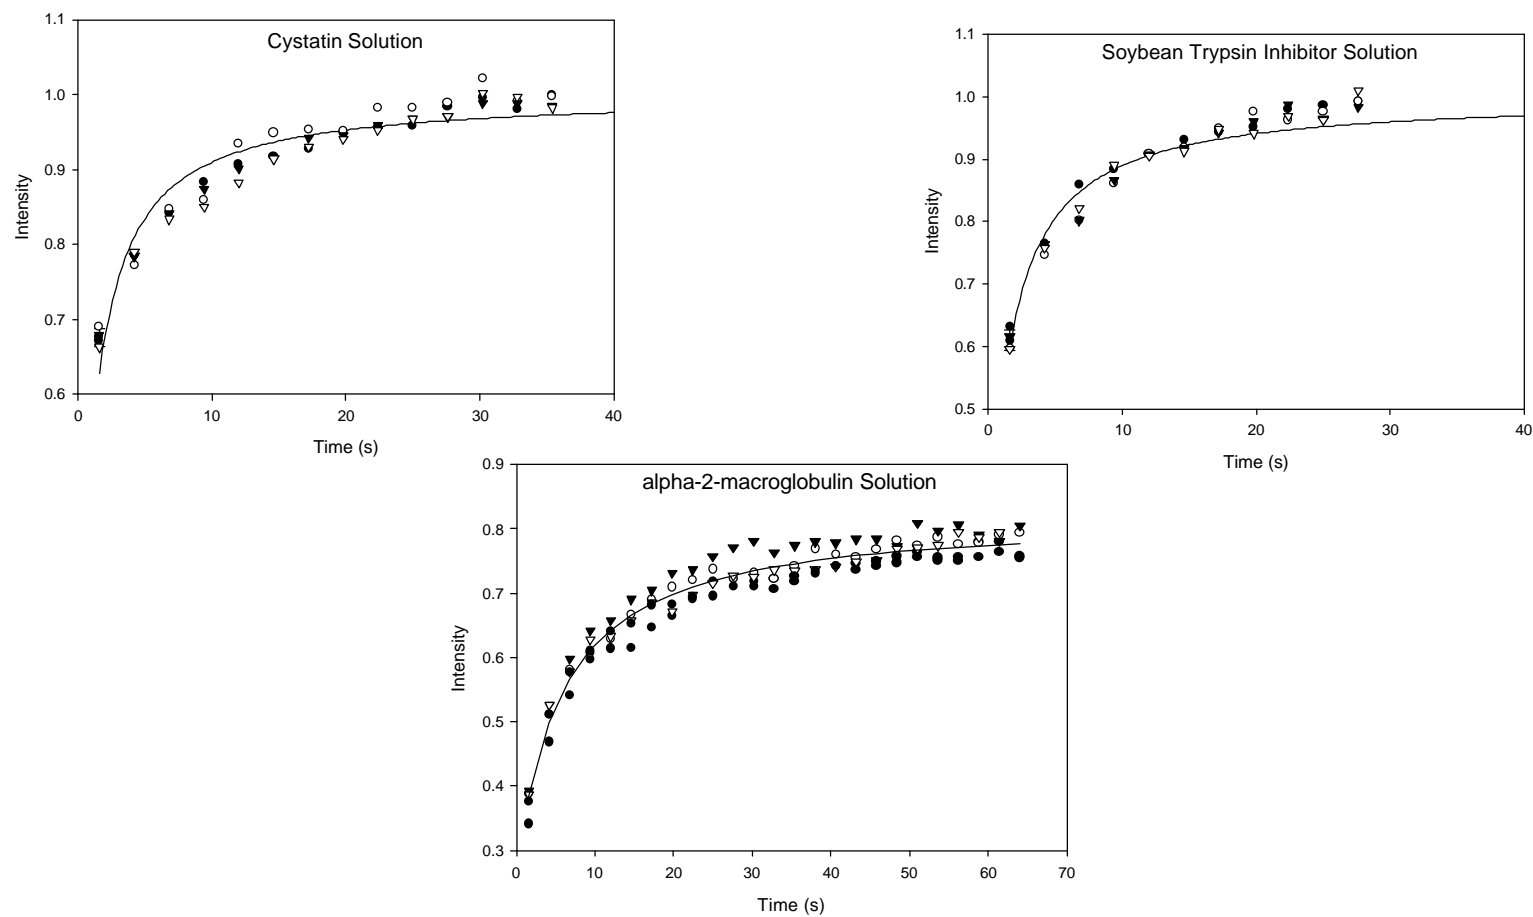 Cystatin Solution
Intensity
1.1
1.0
0.9
0.8
0.7
0.6
0 10 20 30 40
Time (s)
Soybean Trypsin Inhibitor Solution
Intensity
1.1
1.0
0.9
0.8
0.7
0.6
0.5
0 10 20 30 40
Time (s)
alpha-2-macroglobulin Solution
Intensity
0.9
0.8
0.7
0.6
0.5
0.4
0.3
0 10 20 30 40 50 60 70
Time (s)